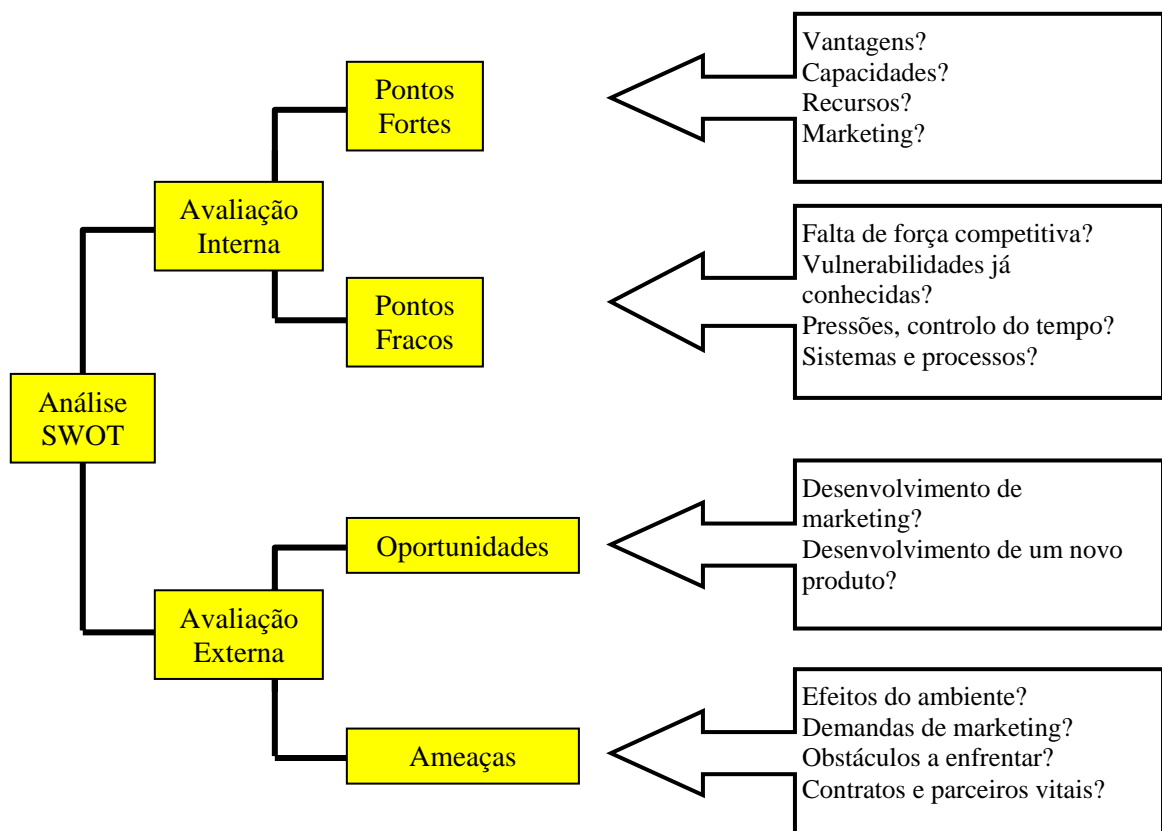 Análise
SWOT
Avaliação
Interna
Pontos
Fortes
Vantagens?
Capacidades?
Recursos?
Marketing?
Pontos
Fracos
Falta de força competitiva?
Vulnerabilidades já
conhecidas?
Pressões, controlo do tempo?
Sistemas e processos?
Avaliação
Externa
Oportunidades
Desenvolvimento de
marketing?
Desenvolvimento de um novo
produto?
Ameaças
Efeitos do ambiente?
Demandas de marketing?
Obstáculos a enfrentar?
Contratos e parceiros vitais?